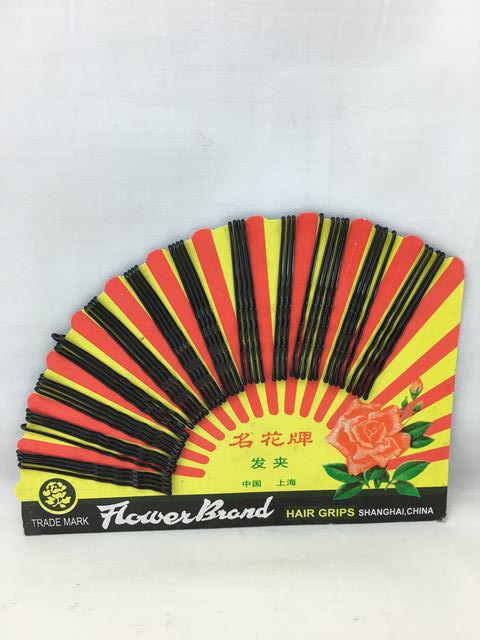 名花牌
发夹
中国 上海
TRADE MARK Flower Brand HAIR GRIPS SHANGHAI,CHINA